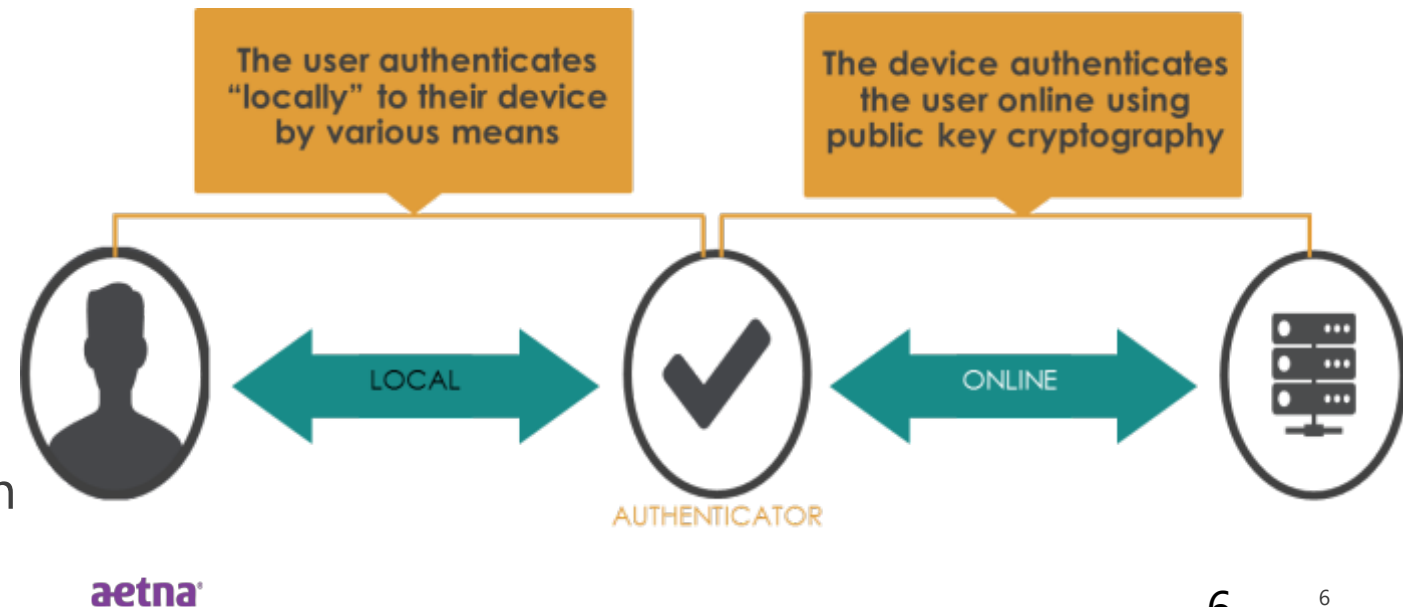 The user authenticates
“locally” to their device
by various means
The device authenticates
the user online using
public key cryptography
LOCAL
ONLINE
n
AUTHENTICATOR
aetna®
6
6